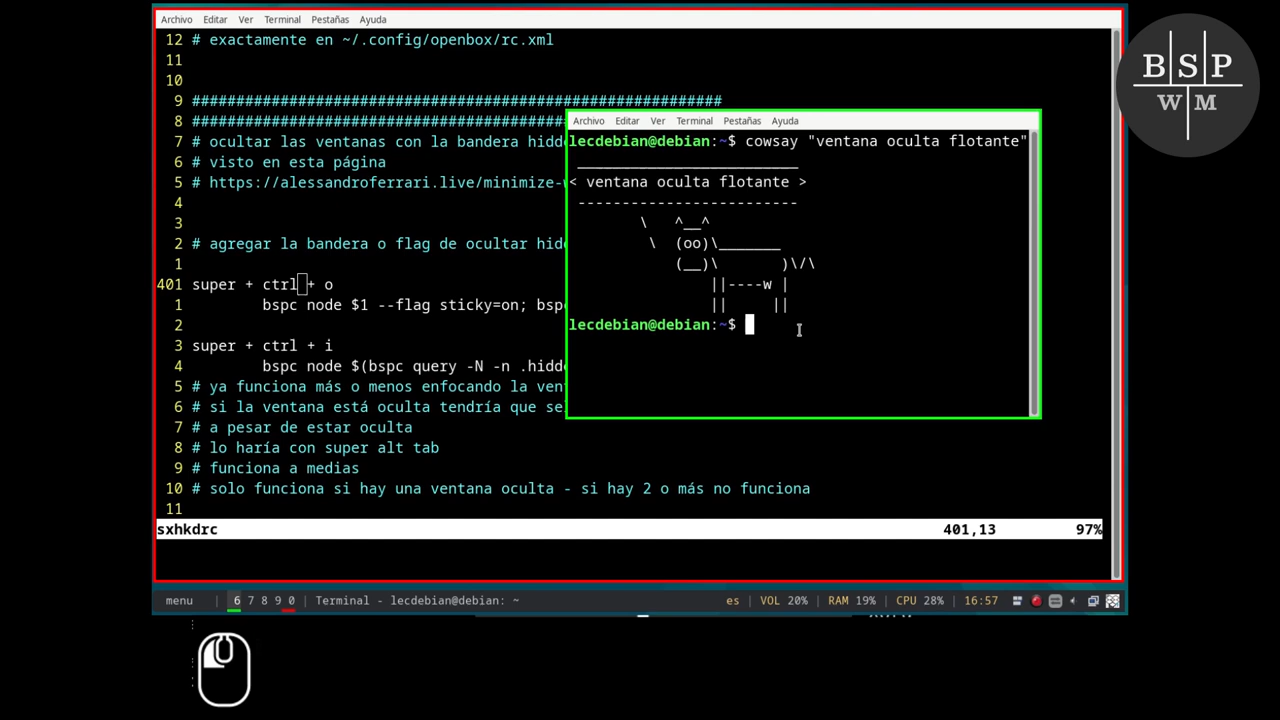 Archivo Editar Ver Terminal Pestañas Ayuda
12 # exactamente en ~/.config/openbox/rc.xml
11
10
9 ############################################################
8 ##########################################
7 # ocultar las ventanas con la bandera hidd
6 # visto en esta página
5 # https://alessandroferrari.live/minimize-
4
3
2 # agregar la bandera o flag de ocultar hid
1
401 super + ctrl + o
1 bspc node $1 --flag sticky=on; bsp
2
3 super + ctrl + i
4 bspc node $(bspc query -N -n .hidd
5 # ya funciona más o menos enfocando la ven
6 # si la ventana está oculta tendría que se
7 # a pesar de estar oculta
8 # lo haría con super alt tab
9 # funciona a medias
10 # solo funciona si hay una ventana oculta - si hay 2 o más no funciona
11
sxhkdrc 401,13 97%
Archivo Editar Ver Terminal Pestañas Ayuda
lecdebian@debian:~$ cowsay "ventana oculta flotante"
_________________________
< ventana oculta flotante >
-------------------------
\ ^__^
\ (oo)\_______
(__)\ )\/\
||----w |
|| ||
lecdebian@debian:~$
menu | 6 7 8 9 0 | Terminal - lecdebian@debian: ~ es | VOL 20% | RAM 19% | CPU 28% | 16:57
BSP
WM